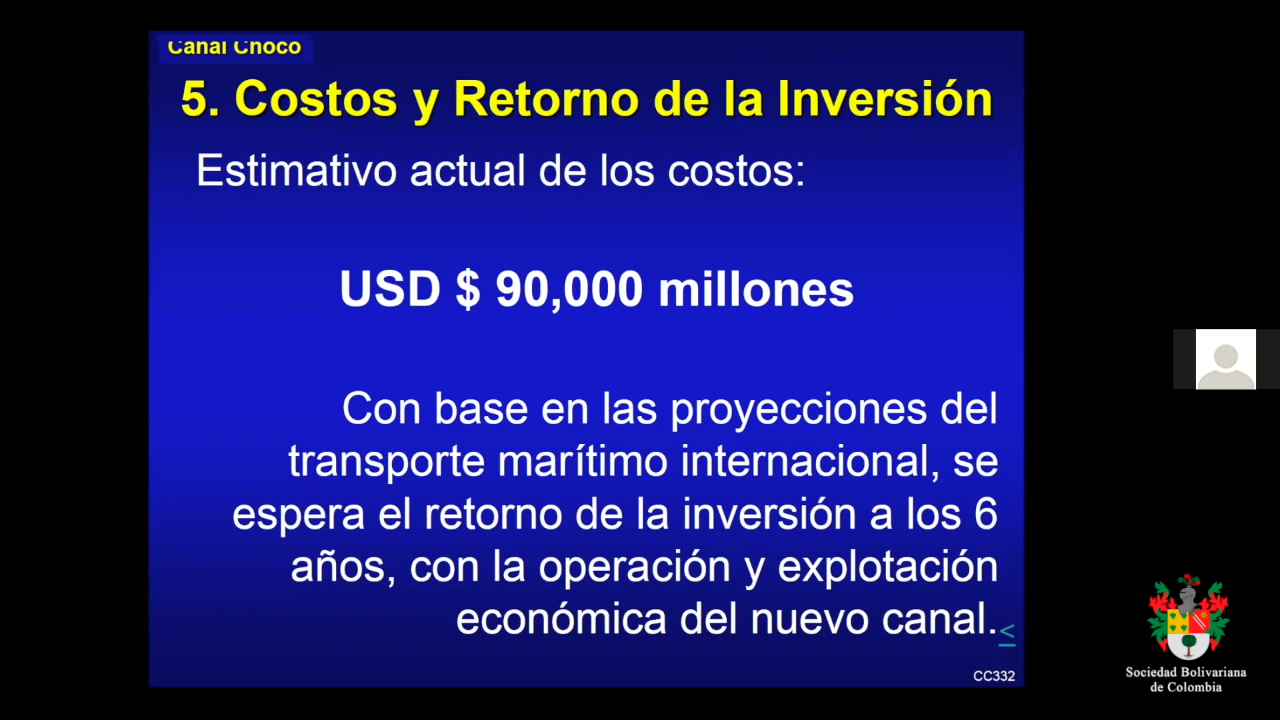 Canal Choco
5. Costos y Retorno de la Inversión
Estimativo actual de los costos:
USD $ 90,000 millones
Con base en las proyecciones del
transporte marítimo internacional, se
espera el retorno de la inversión a los 6
años, con la operación y explotación
económica del nuevo canal.
<
CC332
Sociedad Bolivariana
de Colombia